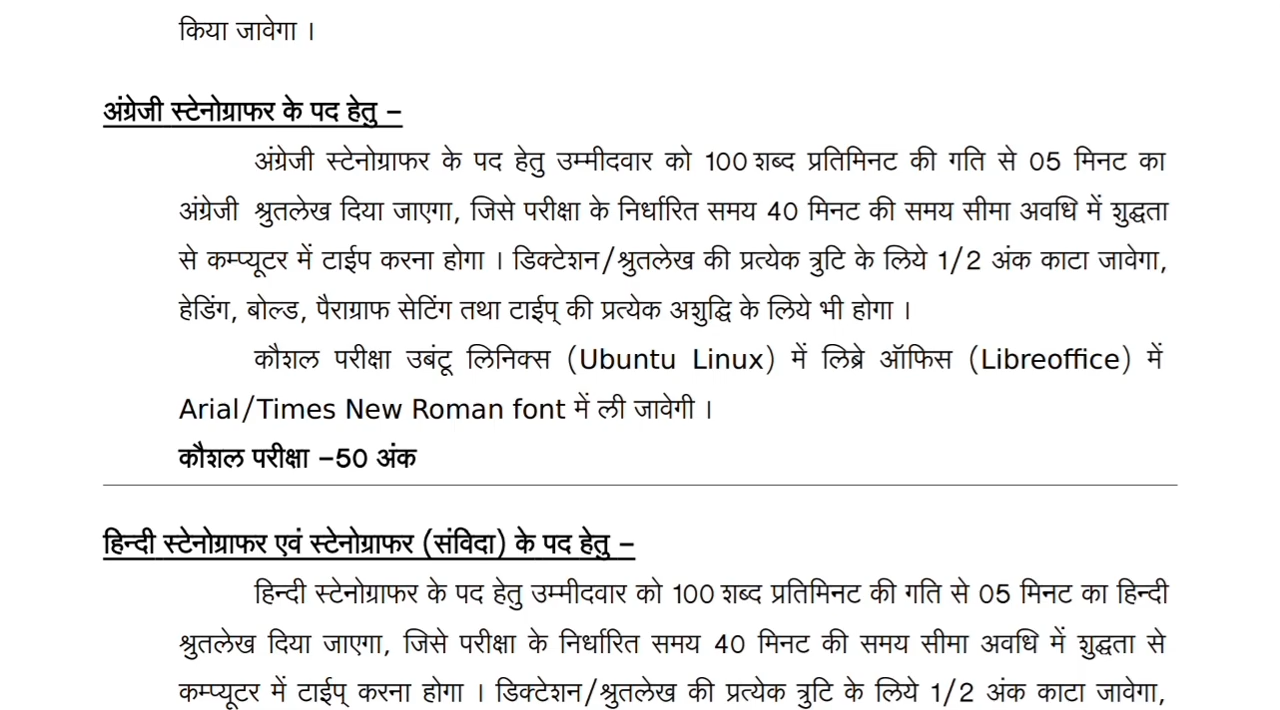 किया जावेगा ।
अंग्रेजी स्टेनोग्राफर के पद हेतु –
अंग्रेजी स्टेनोग्राफर के पद हेतु उम्मीदवार को 100 शब्द प्रतिमिनट की गति से 05 मिनट का
अंग्रेजी श्रुतलेख दिया जाएगा, जिसे परीक्षा के निर्धारित समय 40 मिनट की समय सीमा अवधि में शुद्धता
से कम्प्यूटर में टाईप करना होगा । डिक्टेशन/श्रुतलेख की प्रत्येक त्रुटि के लिये 1/2 अंक काटा जावेगा,
हेडिंग, बोल्ड, पैराग्राफ सेटिंग तथा टाईप् की प्रत्येक अशुद्धि के लिये भी होगा ।
कौशल परीक्षा उबंटू लिनिक्स (Ubuntu Linux) में लिब्रे ऑफिस (Libreoffice) में
Arial/Times New Roman font में ली जावेगी ।
कौशल परीक्षा –50 अंक
हिन्दी स्टेनोग्राफर एवं स्टेनोग्राफर (संविदा) के पद हेतु –
हिन्दी स्टेनोग्राफर के पद हेतु उम्मीदवार को 100 शब्द प्रतिमिनट की गति से 05 मिनट का हिन्दी
श्रुतलेख दिया जाएगा, जिसे परीक्षा के निर्धारित समय 40 मिनट की समय सीमा अवधि में शुद्धता से
कम्प्यूटर में टाईप् करना होगा । डिक्टेशन/श्रुतलेख की प्रत्येक त्रुटि के लिये 1/2 अंक काटा जावेगा,